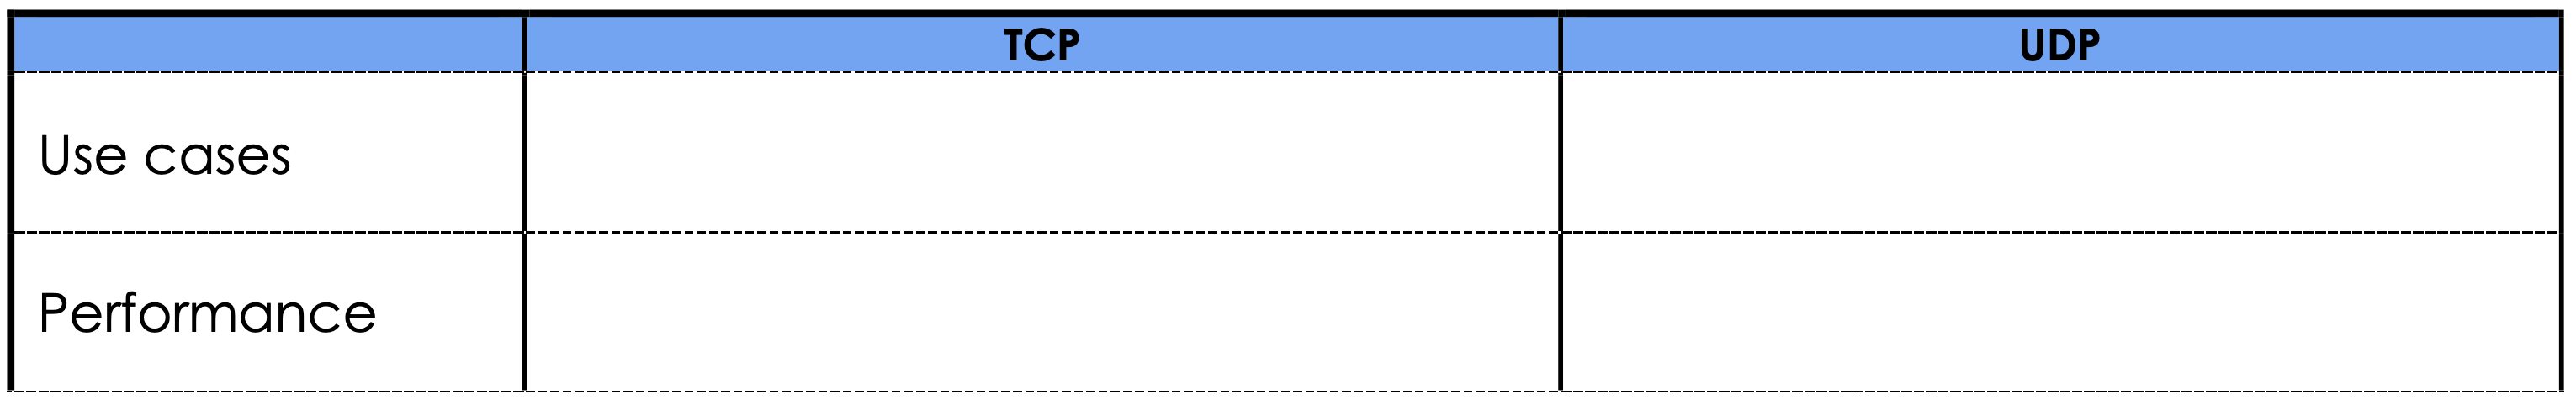 TCP UDP
Use cases
Performance